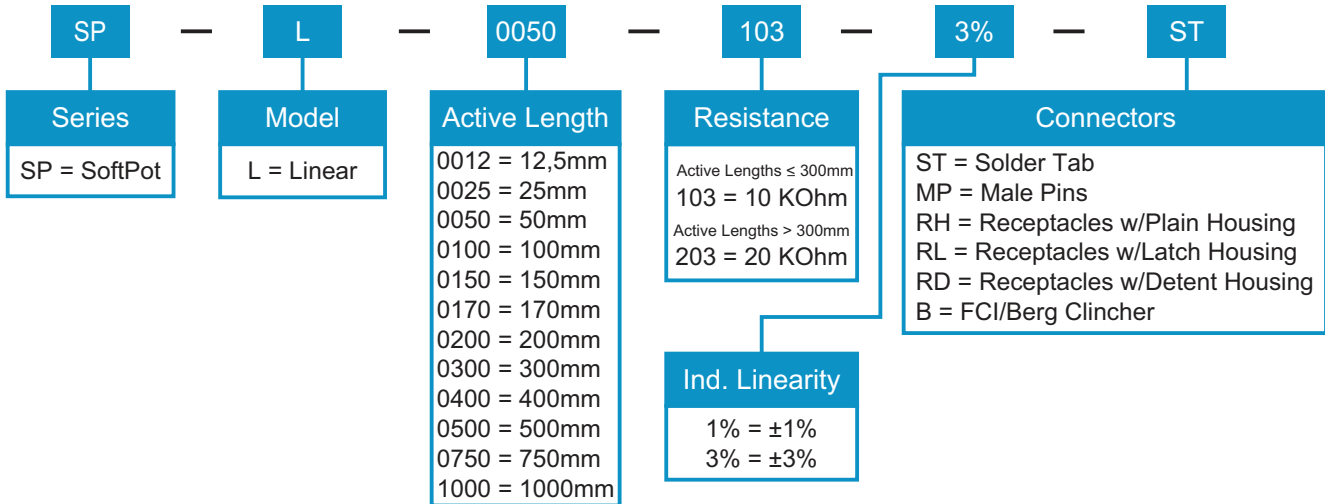 SP — L — 0050 — 103 — 3% — ST
Series
SP = SoftPot
Model
L = Linear
Active Length
0012 = 12,5mm
0025 = 25mm
0050 = 50mm
0100 = 100mm
0150 = 150mm
0170 = 170mm
0200 = 200mm
0300 = 300mm
0400 = 400mm
0500 = 500mm
0750 = 750mm
1000 = 1000mm
Resistance
Active Lengths ≤ 300mm
103 = 10 KOhm
Active Lengths > 300mm
203 = 20 KOhm
Ind. Linearity
1% = ±1%
3% = ±3%
Connectors
ST = Solder Tab
MP = Male Pins
RH = Receptacles w/Plain Housing
RL = Receptacles w/Latch Housing
RD = Receptacles w/Detent Housing
B = FCI/Berg Clincher